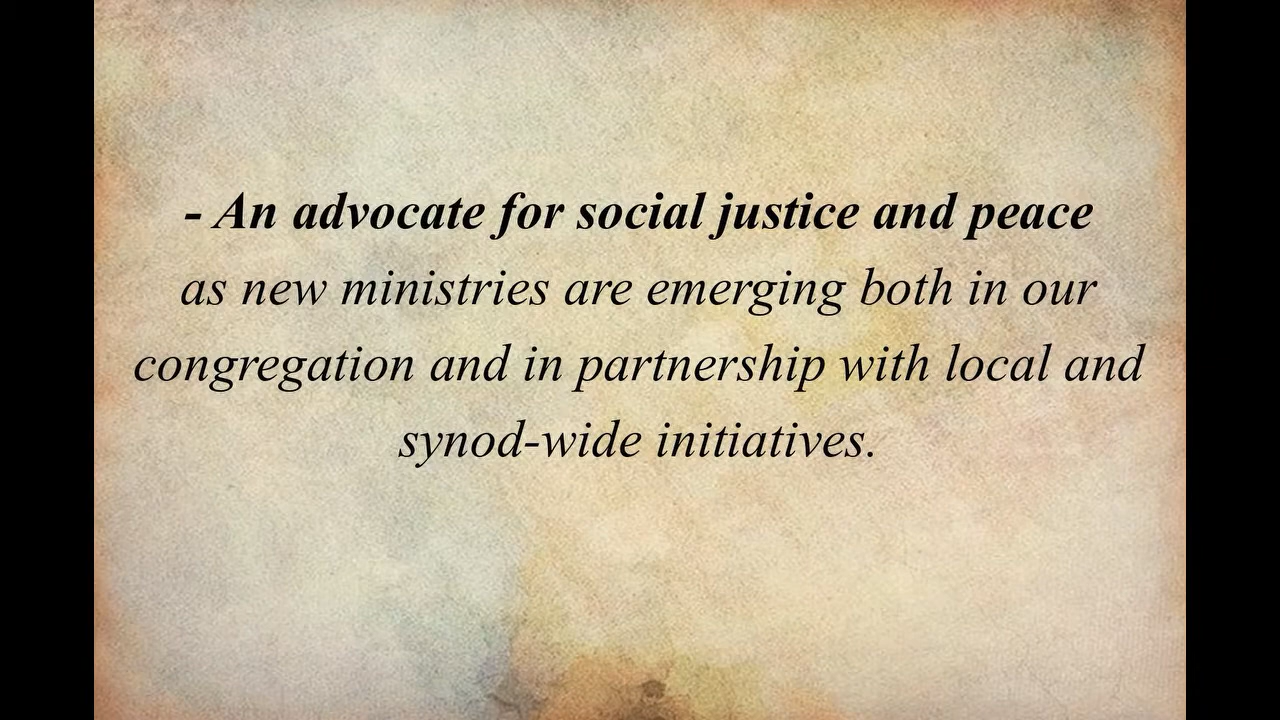 - An advocate for social justice and peace
as new ministries are emerging both in our
congregation and in partnership with local and
synod-wide initiatives.